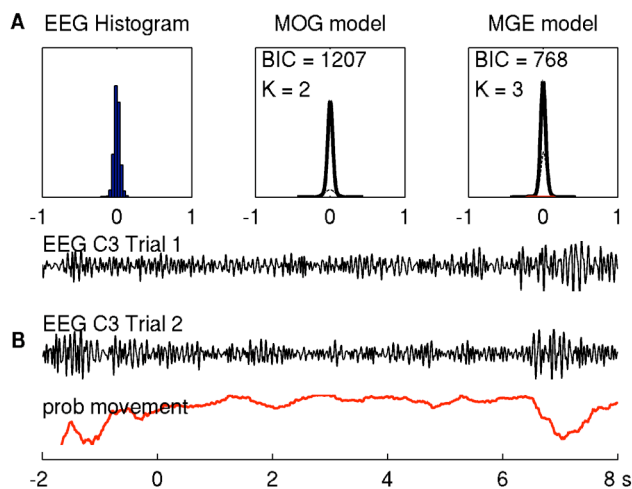 A
EEG Histogram
MOG model
MGE model
BIC = 1207
K = 2
BIC = 768
K = 3
-1 0 1
-1 0 1
-1 0 1
EEG C3 Trial 1
EEG C3 Trial 2
B
prob movement
-2 0 2 4 6 8 s